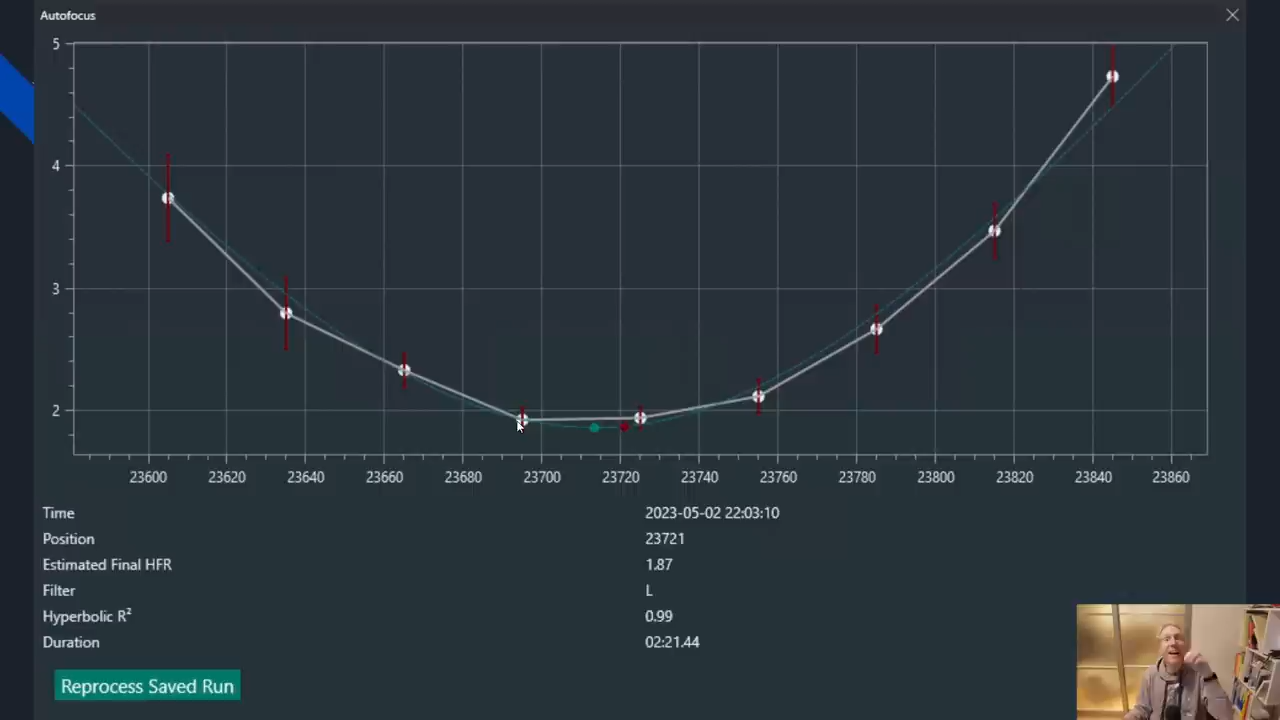 Autofocus
5
4
3
2
23600 23620 23640 23660 23680 23700 23720 23740 23760 23780 23800 23820 23840 23860
Time 2023-05-02 22:03:10
Position 23721
Estimated Final HFR 1.87
Filter L
Hyperbolic R² 0.99
Duration 02:21.44
Reprocess Saved Run